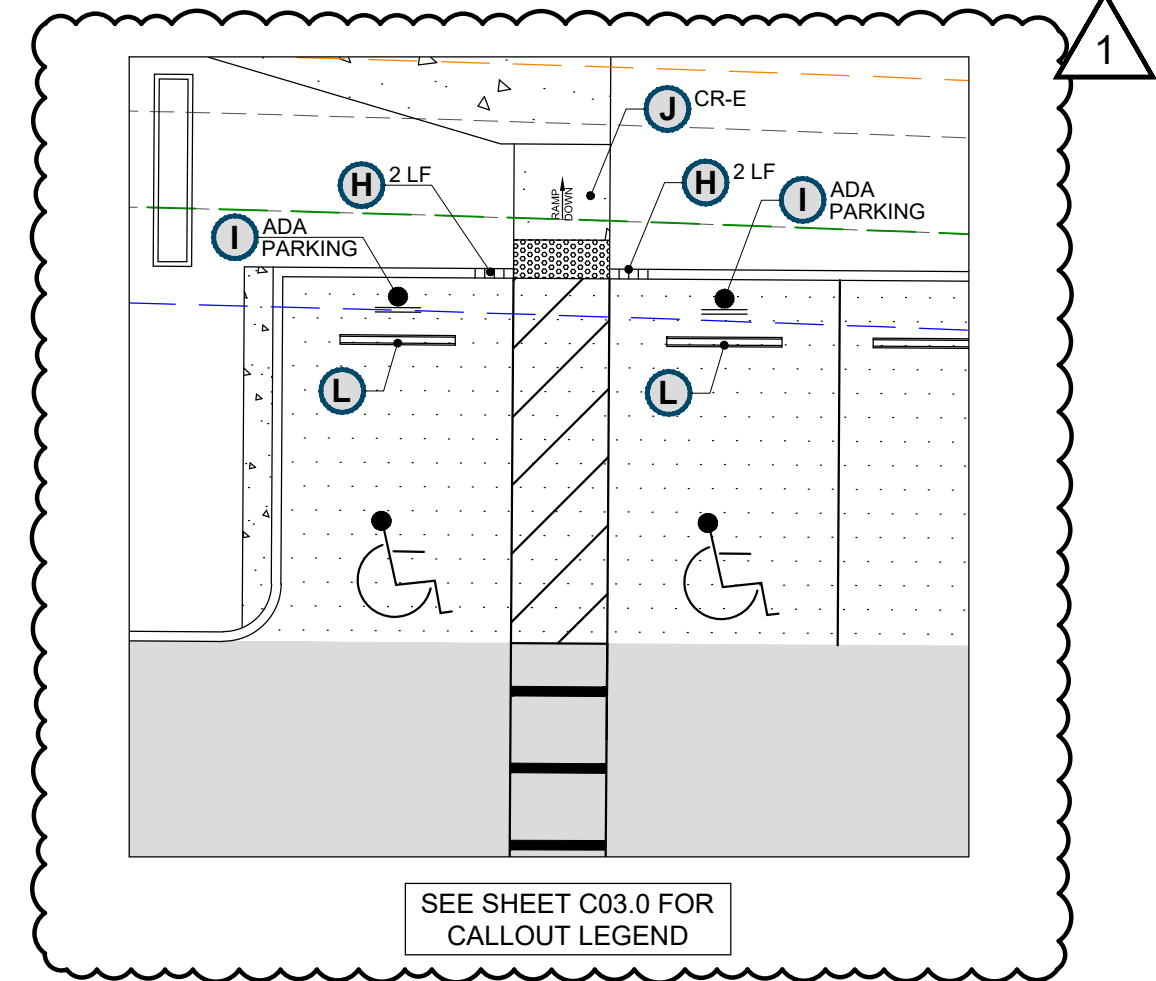 1
J CR-E
H 2 LF
H 2 LF
I ADA
PARKING
I ADA
PARKING
RAMP
DOWN
L
L
SEE SHEET C03.0 FOR
CALLOUT LEGEND